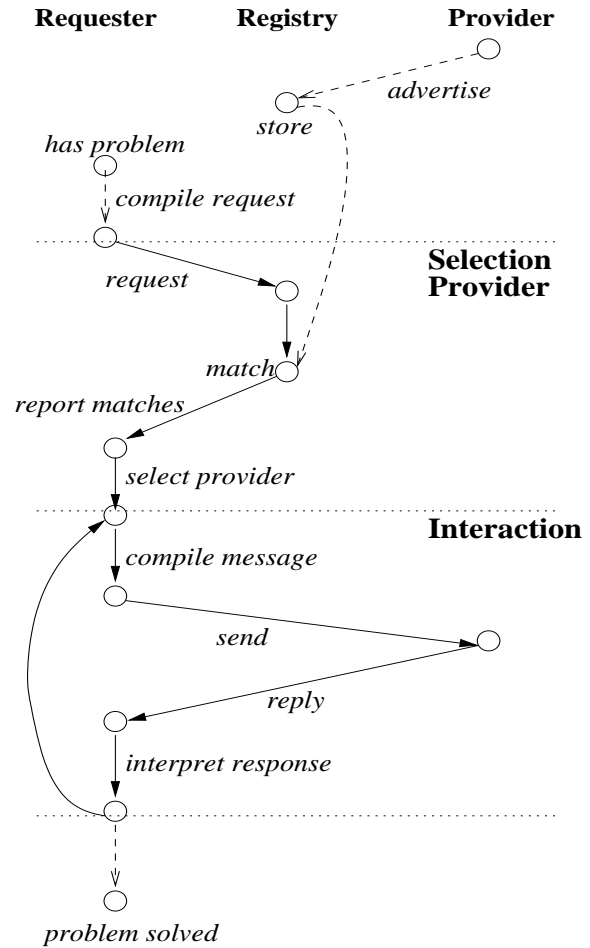 Requester Registry Provider
advertise
store
has problem
compile request
Selection
Provider
request
match
report matches
select provider
Interaction
compile message
send
reply
interpret response
problem solved